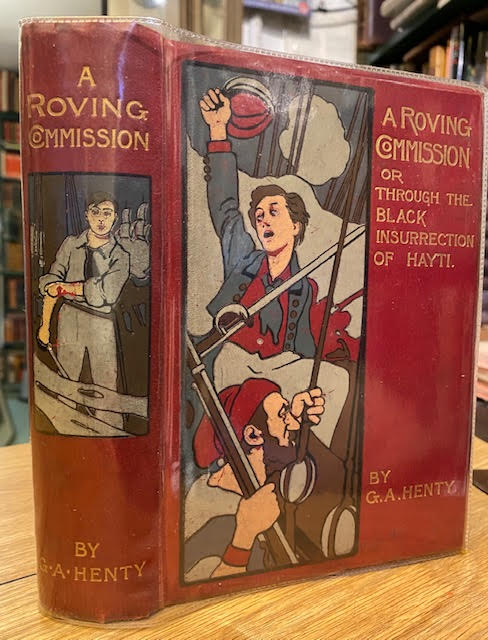 A
ROVING
COMMISSION
BY
G·A·HENTY
A ROVING
COMMISSION
OR
THROUGH THE
BLACK
INSURRECTION
OF HAYTI.
BY
G.A.HENTY